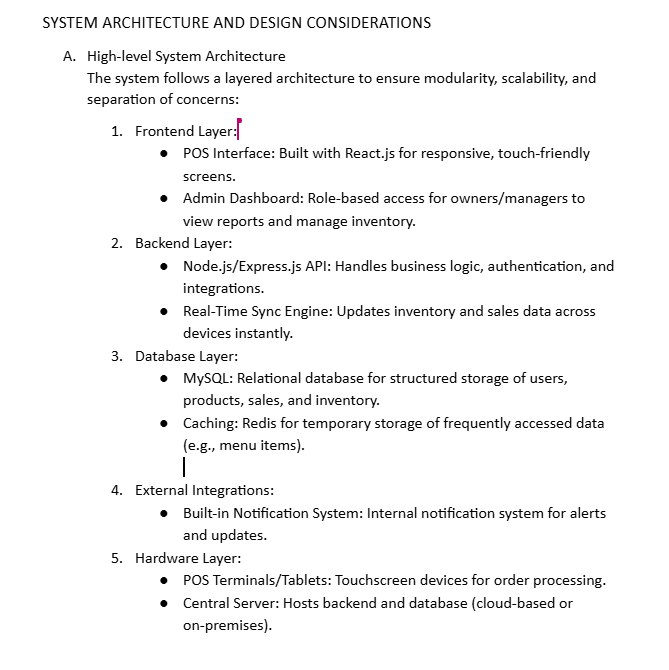 SYSTEM ARCHITECTURE AND DESIGN CONSIDERATIONS
A. High-level System Architecture
The system follows a layered architecture to ensure modularity, scalability, and
separation of concerns:
1. Frontend Layer:
● POS Interface: Built with React.js for responsive, touch-friendly
screens.
● Admin Dashboard: Role-based access for owners/managers to
view reports and manage inventory.
2. Backend Layer:
● Node.js/Express.js API: Handles business logic, authentication, and
integrations.
● Real-Time Sync Engine: Updates inventory and sales data across
devices instantly.
3. Database Layer:
● MySQL: Relational database for structured storage of users,
products, sales, and inventory.
● Caching: Redis for temporary storage of frequently accessed data
(e.g., menu items).
4. External Integrations:
● Built-in Notification System: Internal notification system for alerts
and updates.
5. Hardware Layer:
● POS Terminals/Tablets: Touchscreen devices for order processing.
● Central Server: Hosts backend and database (cloud-based or
on-premises).